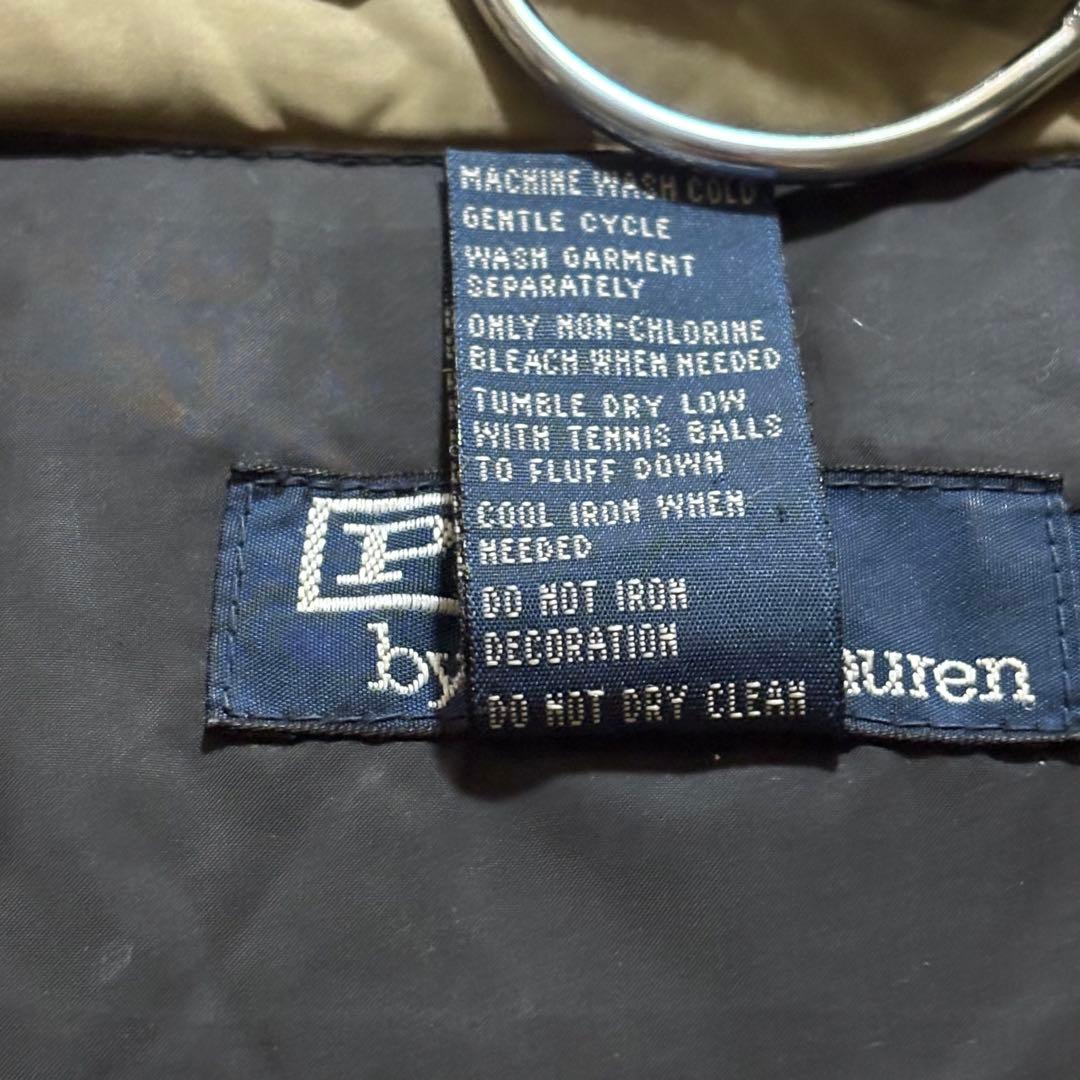 MACHINE WASH COLD
GENTLE CYCLE
WASH GARMENT
SEPARATELY
ONLY NON-CHLORINE
BLEACH WHEN NEEDED
TUMBLE DRY LOW
WITH TENNIS BALLS
TO FLUFF DOWN
COOL IRON WHEN
NEEDED
DO NOT IRON
DECORATION
DO NOT DRY CLEAN
P
by
uren